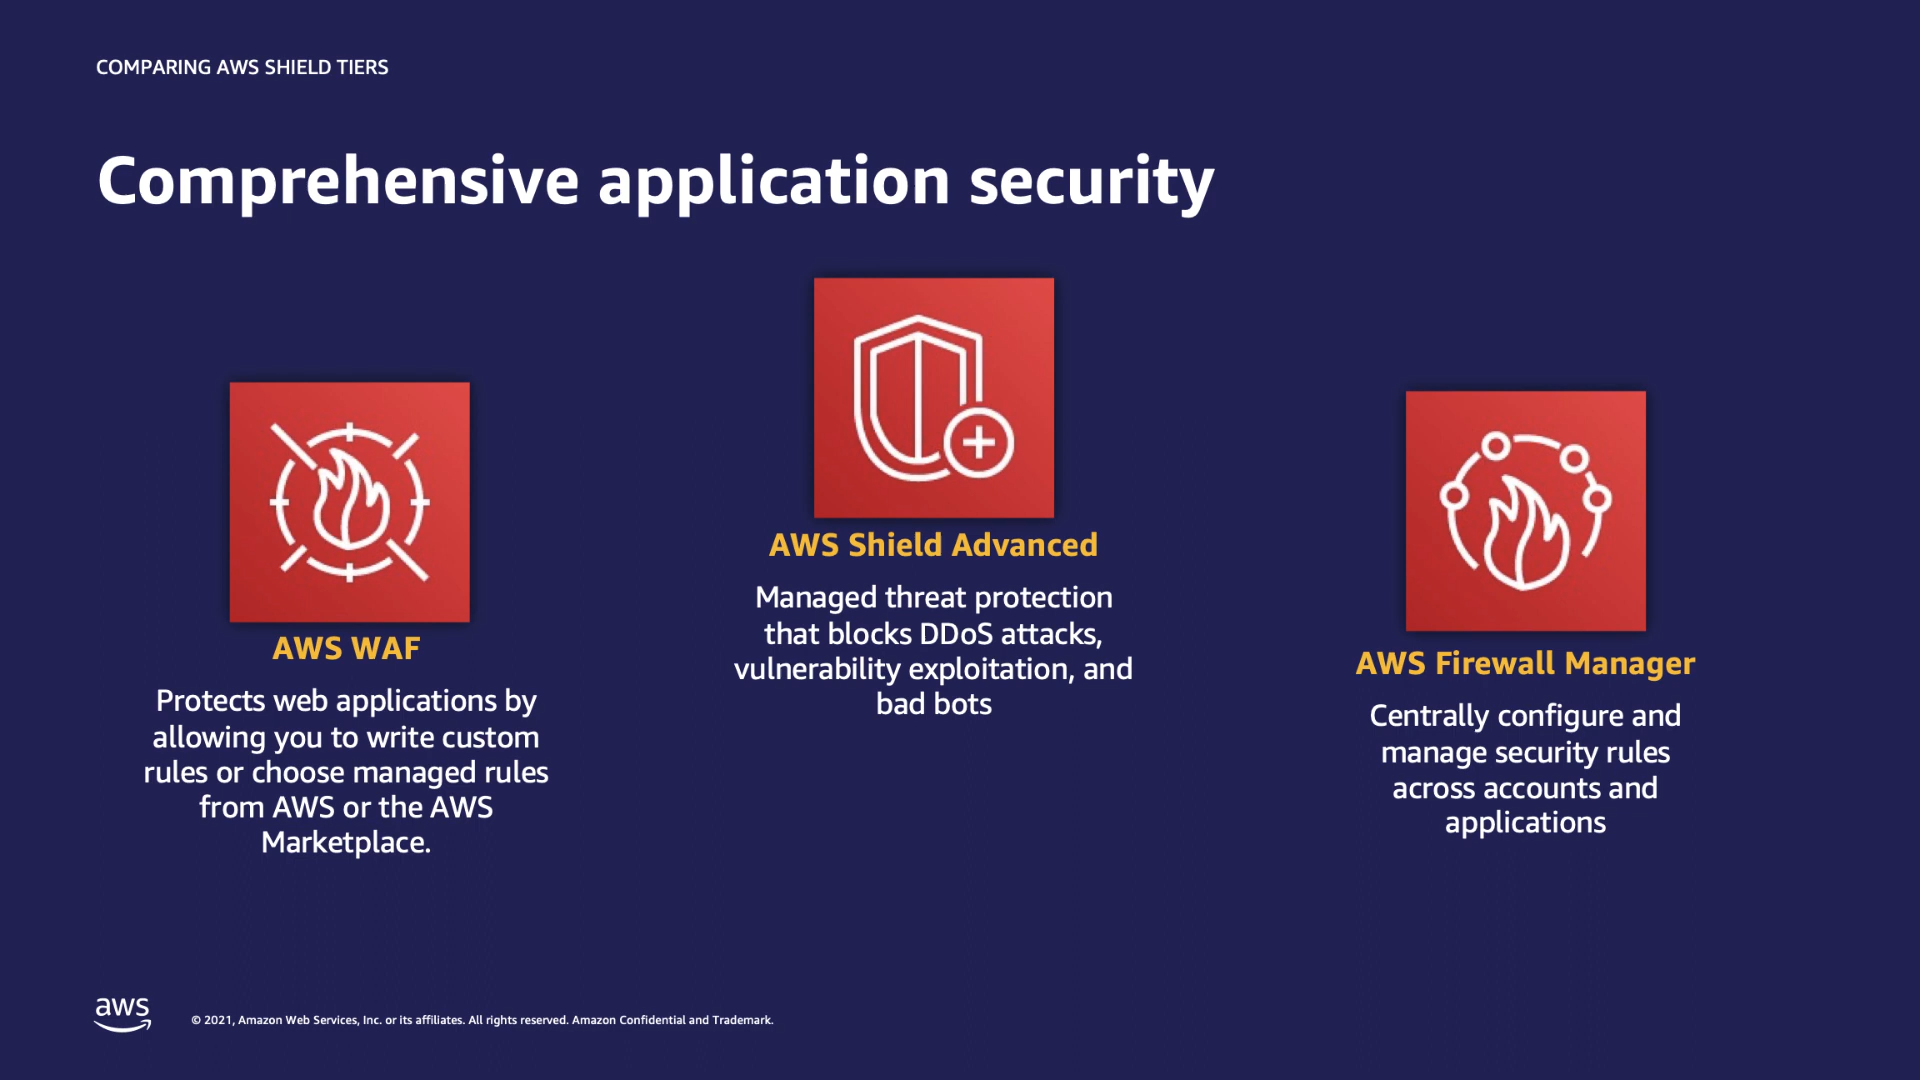 COMPARING AWS SHIELD TIERS
Comprehensive application security
AWS WAF
Protects web applications by
allowing you to write custom
rules or choose managed rules
from AWS or the AWS
Marketplace.
AWS Shield Advanced
Managed threat protection
that blocks DDoS attacks,
vulnerability exploitation, and
bad bots
AWS Firewall Manager
Centrally configure and
manage security rules
across accounts and
applications
aws
© 2021, Amazon Web Services, Inc. or its affiliates. All rights reserved. Amazon Confidential and Trademark.